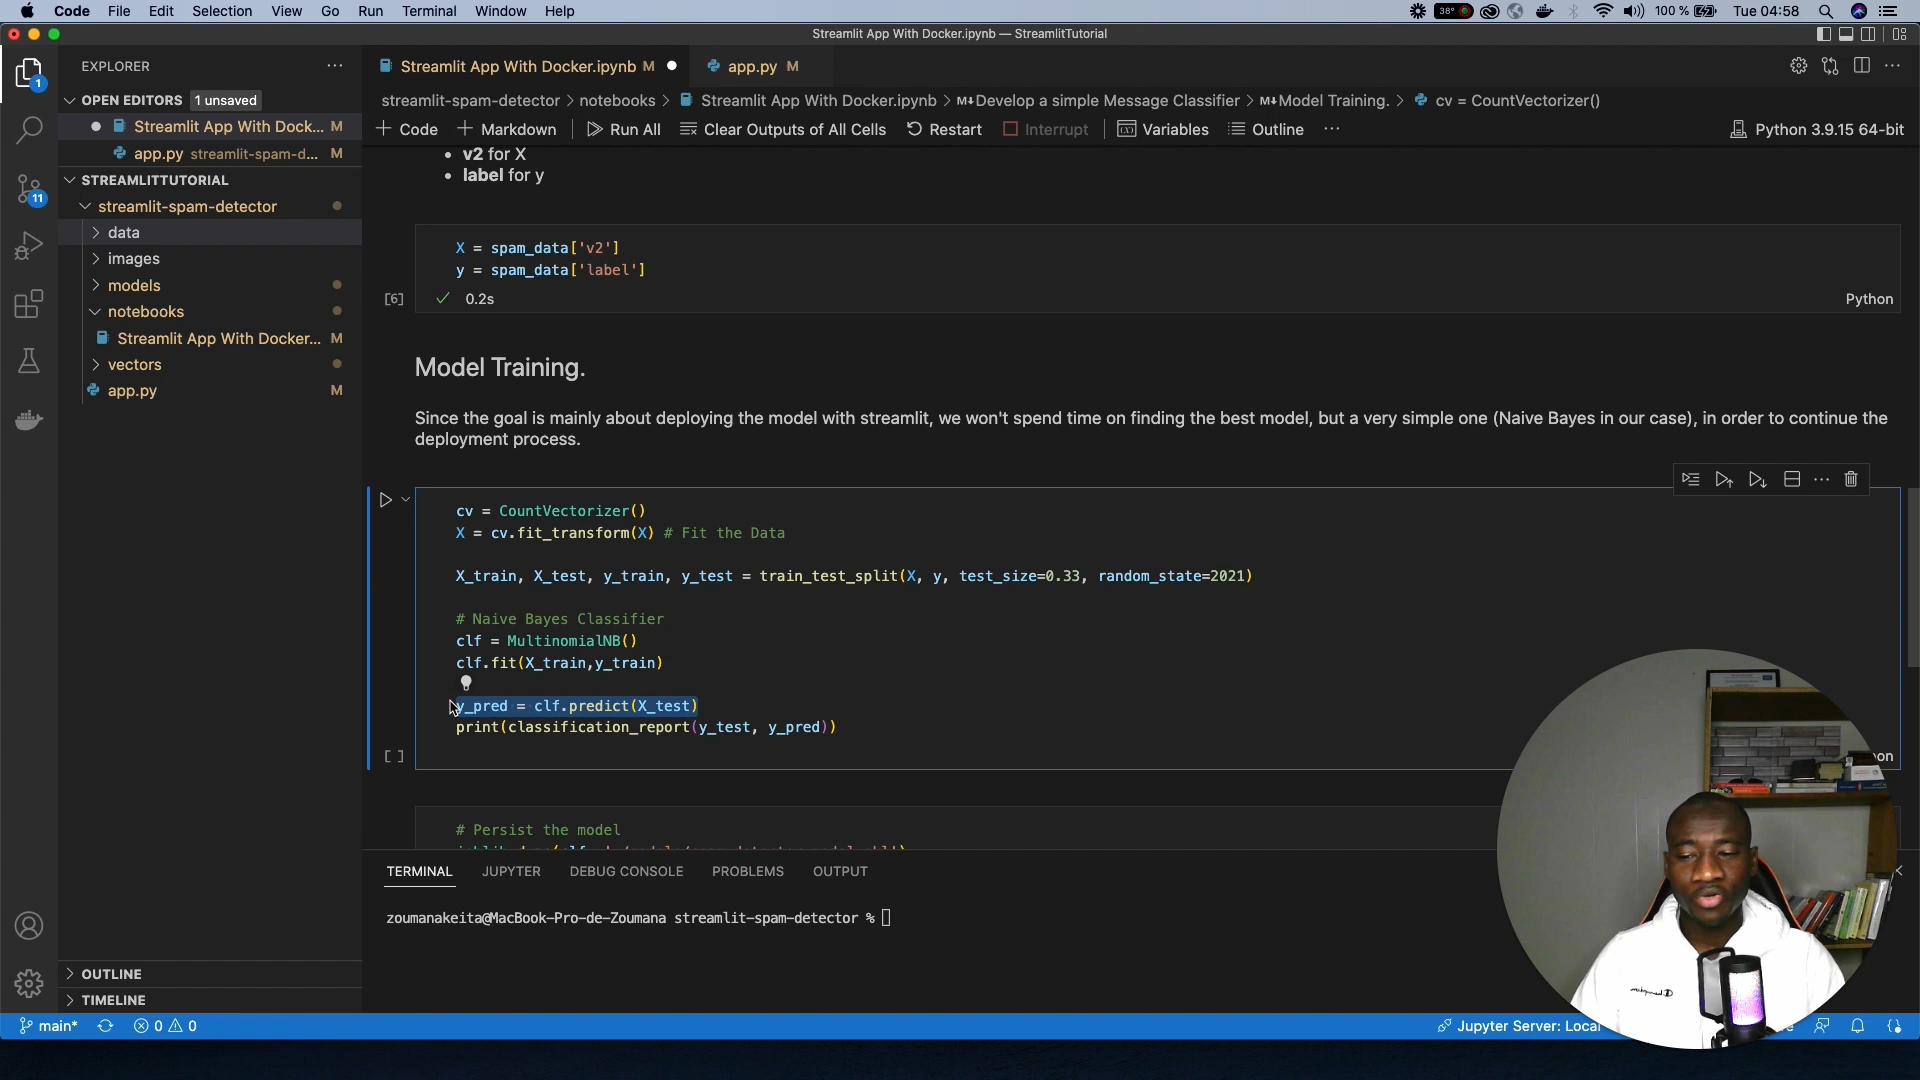 Code File Edit Selection View Go Run Terminal Window Help
38° 100 % Tue 04:58
Streamlit App With Docker.ipynb — StreamlitTutorial
EXPLORER
Streamlit App With Docker.ipynb M
app.py M
1
OPEN EDITORS 1 unsaved
Streamlit App With Dock... M
app.py streamlit-spam-d... M
STREAMLITTUTORIAL
streamlit-spam-detector
data
images
models
notebooks
Streamlit App With Docker... M
vectors
app.py M
11
OUTLINE
TIMELINE
streamlit-spam-detector > notebooks > Streamlit App With Docker.ipynb > M↓Develop a simple Message Classifier > M↓Model Training. > cv = CountVectorizer()
+ Code + Markdown Run All Clear Outputs of All Cells Restart Interrupt Variables Outline ... Python 3.9.15 64-bit
• v2 for X
• label for y
X = spam_data['v2']
y = spam_data['label']
[6] ✓ 0.2s Python
Model Training.
Since the goal is mainly about deploying the model with streamlit, we won't spend time on finding the best model, but a very simple one (Naive Bayes in our case), in order to continue the
deployment process.
cv = CountVectorizer()
X = cv.fit_transform(X) # Fit the Data
X_train, X_test, y_train, y_test = train_test_split(X, y, test_size=0.33, random_state=2021)
# Naive Bayes Classifier
clf = MultinomialNB()
clf.fit(X_train,y_train)
y_pred = clf.predict(X_test)
print(classification_report(y_test, y_pred))
[ ] on
# Persist the model
TERMINAL JUPYTER DEBUG CONSOLE PROBLEMS OUTPUT
zoumanakeita@MacBook-Pro-de-Zoumana streamlit-spam-detector %
main* 0 0 Jupyter Server: Local